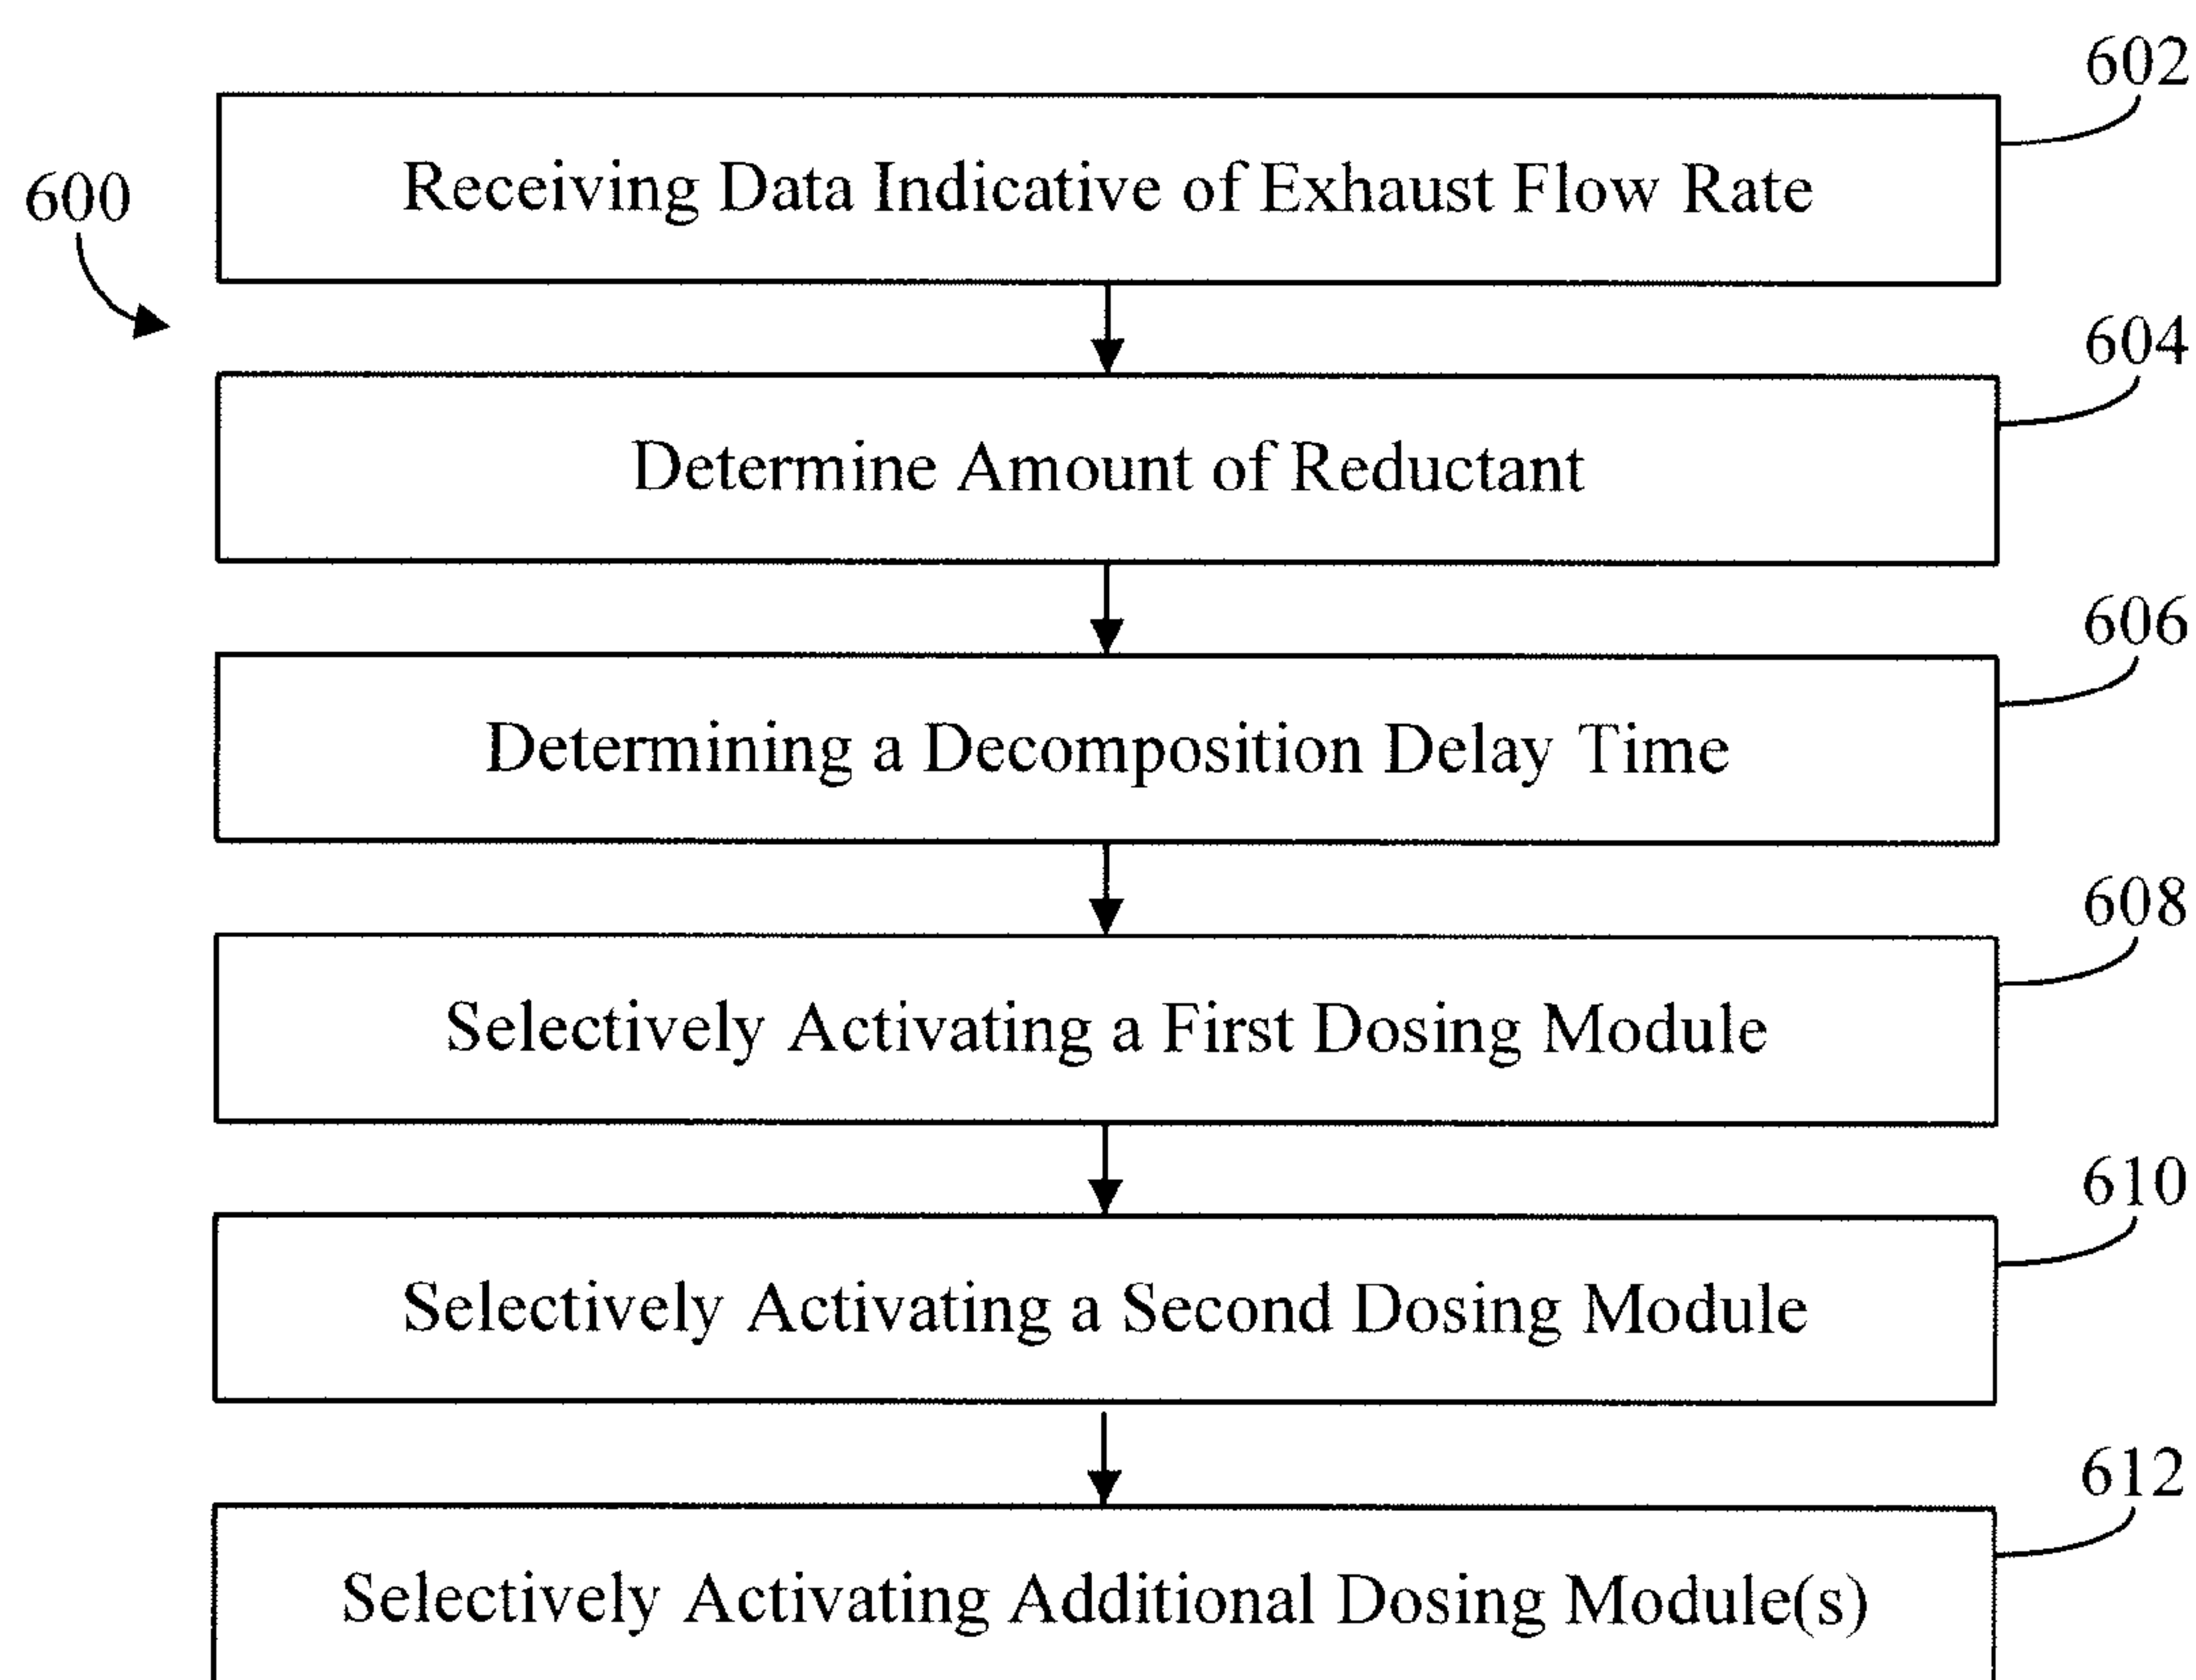 602
Receiving Data Indicative of Exhaust Flow Rate
600
604
Determine Amount of Reductant
606
Determining a Decomposition Delay Time
608
Selectively Activating a First Dosing Module
610
Selectively Activating a Second Dosing Module
612
Selectively Activating Additional Dosing Module(s)